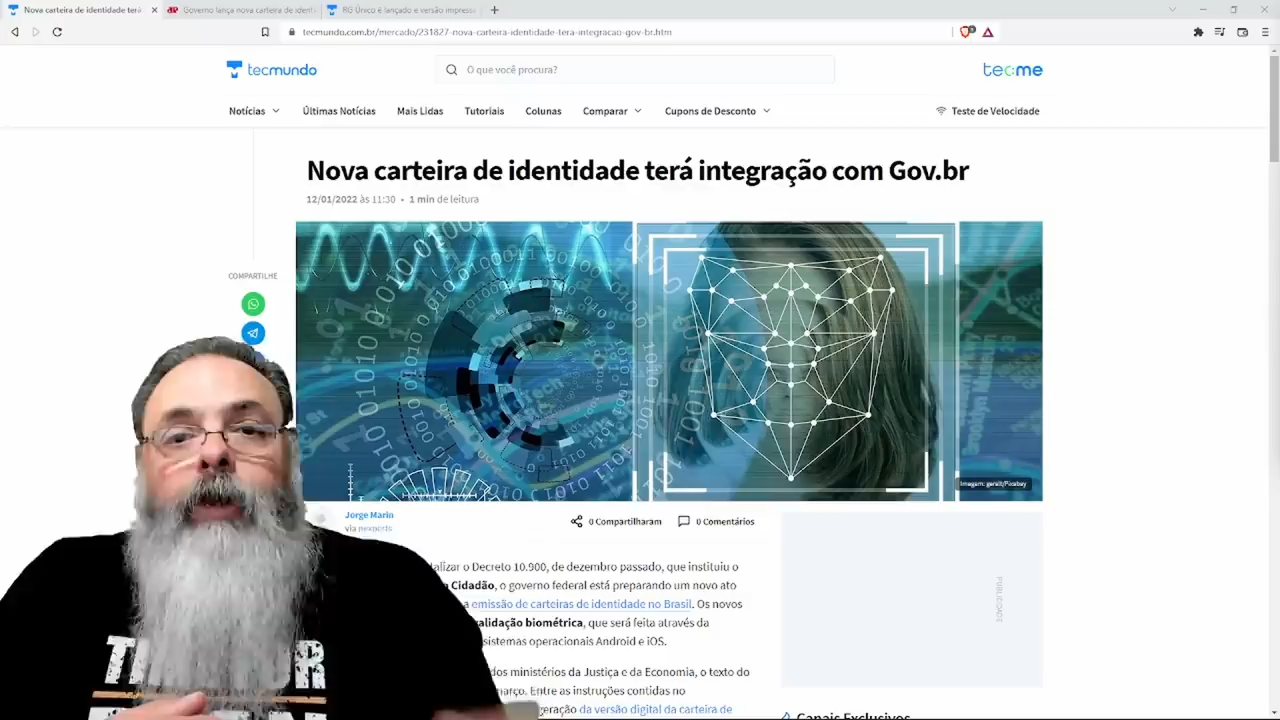 Nova carteira de identidade terá
Governo lança nova carteira de ident
RG Único é lançado e versão impress
tecmundo.com.br/mercado/231827-nova-carteira-identidade-tera-integracao-gov-br.htm
tecmundo
O que você procura?
tec.me
Notícias
Últimas Notícias
Mais Lidas
Tutoriais
Colunas
Comparar
Cupons de Desconto
Teste de Velocidade
Nova carteira de identidade terá integração com Gov.br
12/01/2022 às 11:30 • 1 min de leitura
COMPARTILHE
Imagem: geralt/Pixabay
Jorge Marin
via nexperts
0 Compartilharam
0 Comentários
PUBLICIDADE
alizar o Decreto 10.900, de dezembro passado, que instituiu o
Cidadão, o governo federal está preparando um novo ato
a emissão de carteiras de identidade no Brasil. Os novos
validação biométrica, que será feita através da
sistemas operacionais Android e iOS.
dos ministérios da Justiça e da Economia, o texto do
março. Entre as instruções contidas no
geração da versão digital da carteira de
Canais Exclusivos